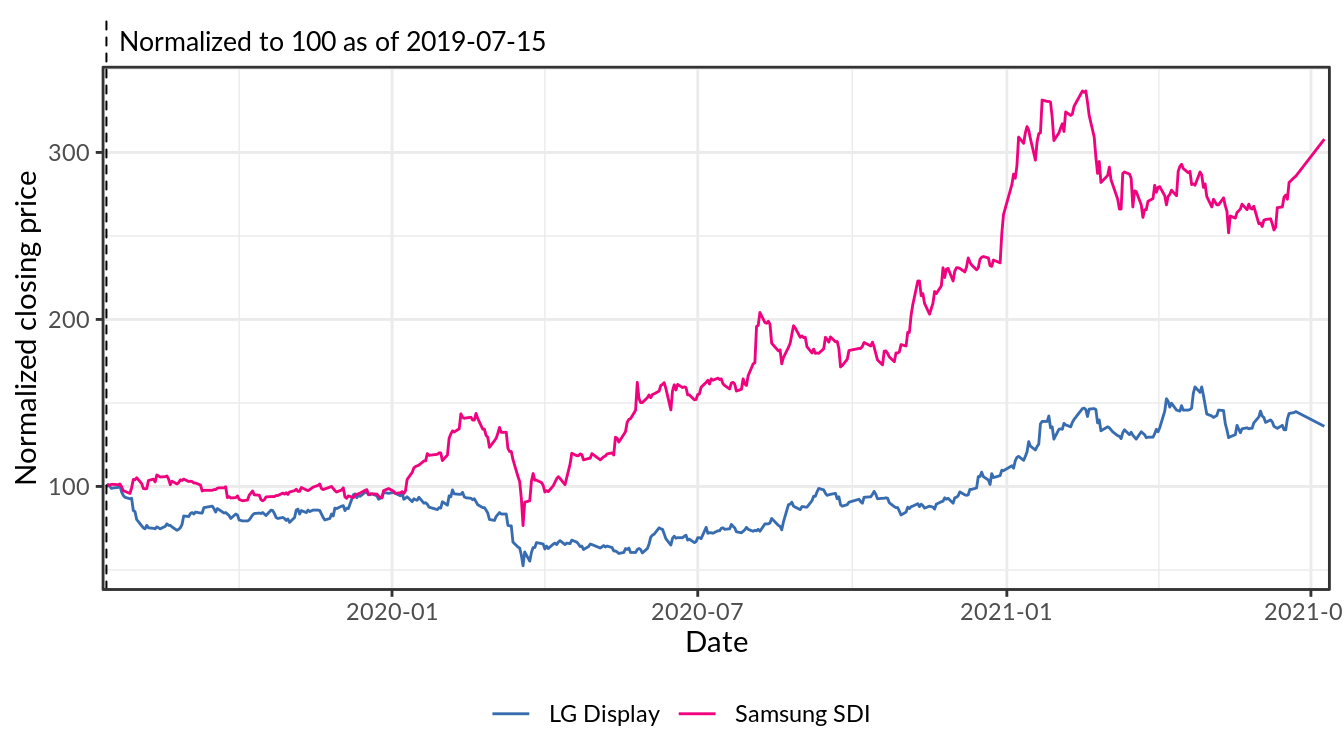 Normalized to 100 as of 2019-07-15
Normalized closing price
300
200
100
2020-01
2020-07
2021-01
2021-0
Date
LG Display
Samsung SDI